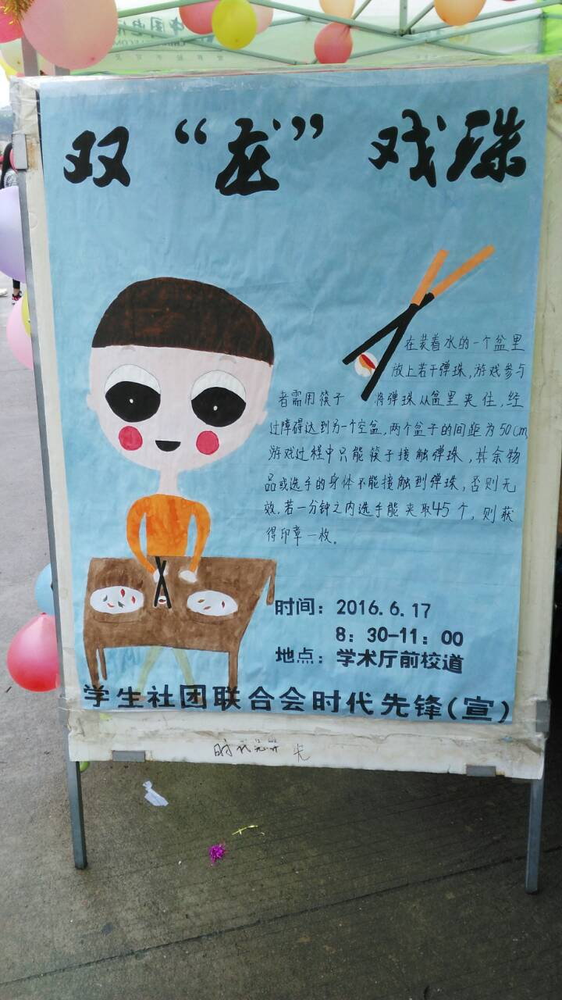 双“龙”戏珠
在装着水的一个盆里
放上若干弹珠,游戏参与
者需用筷子 将弹珠从盆里夹住,经
过障碍达到另一个空盆,两个盆子的间距为50cm,
游戏过程中只能筷子接触弹珠,其余物
品或选手的身体不能接触到弹珠,否则无
效.若一分钟之内选手能夹取45个,则获
得印章一枚.
时间:2016.6.17
8:30-11:00
地点:学术厅前校道
学生社团联合会时代先锋(宣)
时代先锋 先